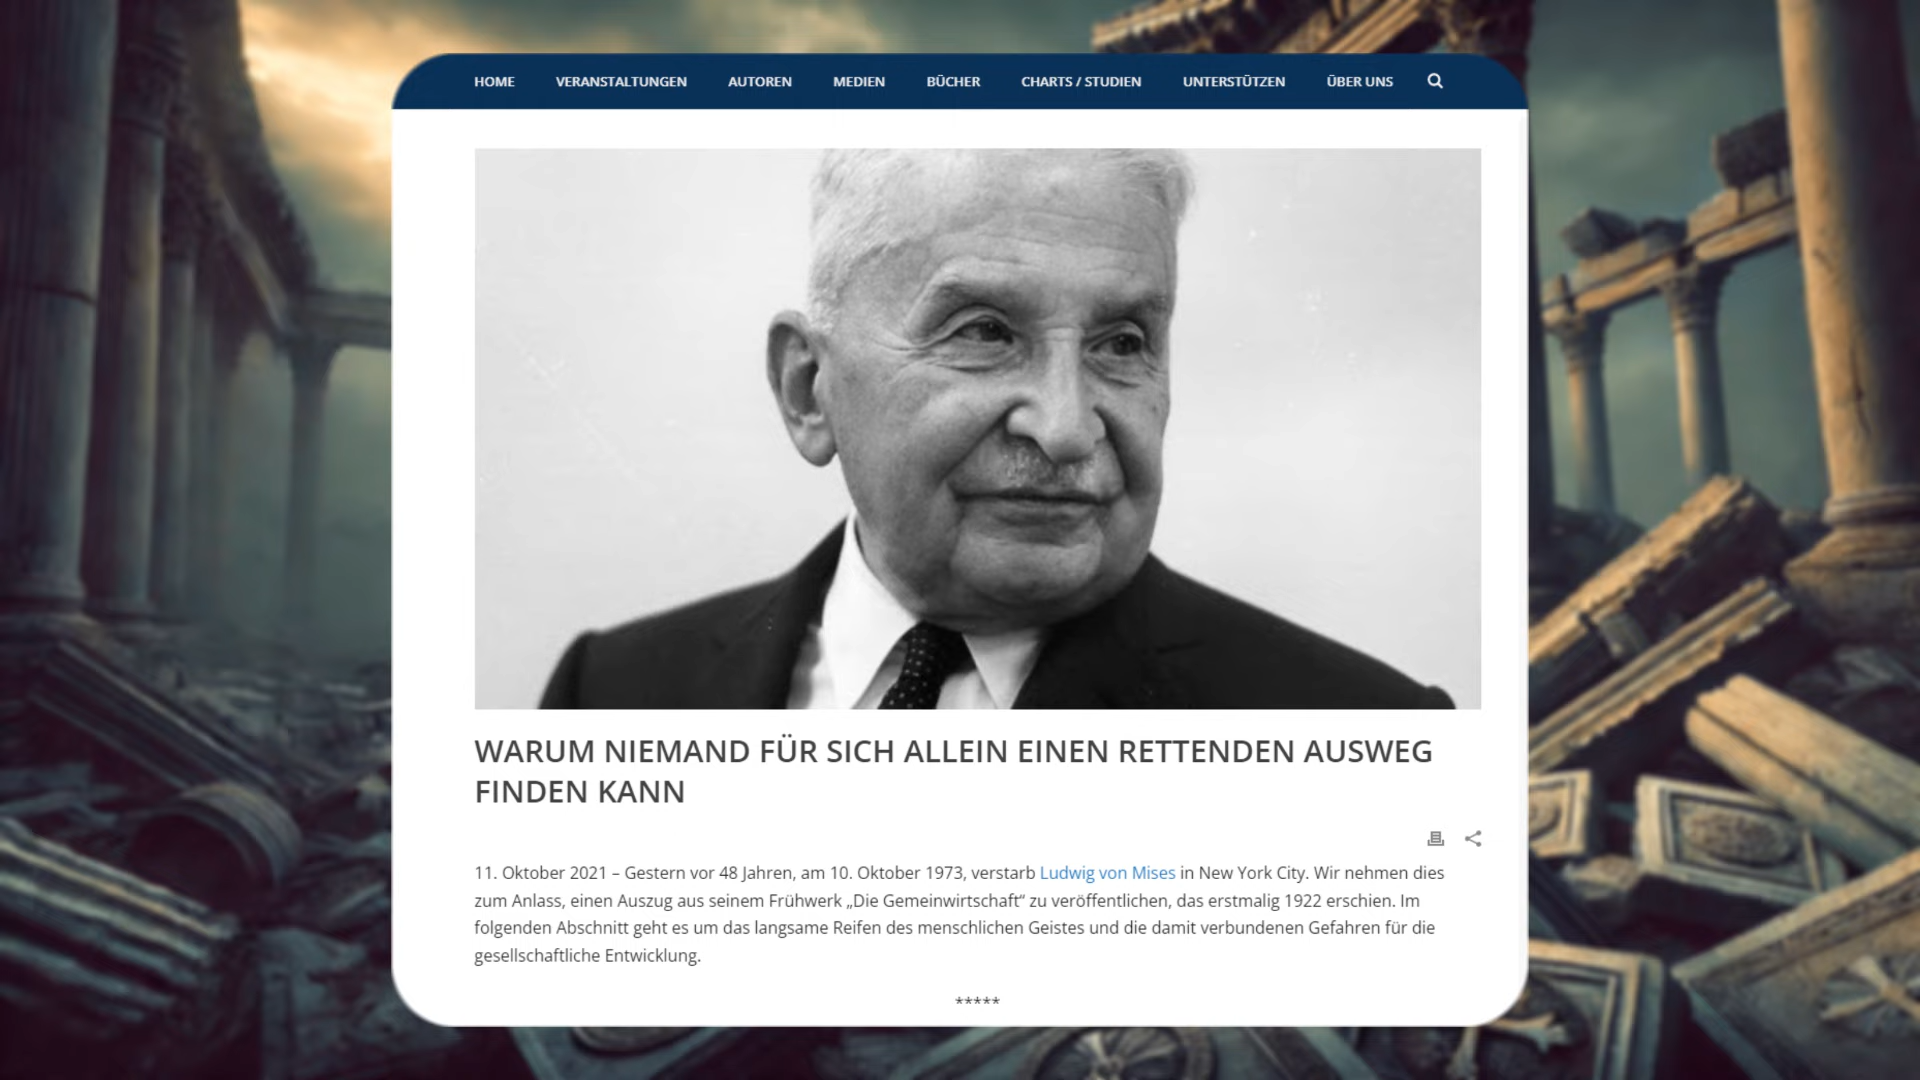 HOME VERANSTALTUNGEN AUTOREN MEDIEN BÜCHER CHARTS / STUDIEN UNTERSTÜTZEN ÜBER UNS
WARUM NIEMAND FÜR SICH ALLEIN EINEN RETTENDEN AUSWEG
FINDEN KANN
11. Oktober 2021 – Gestern vor 48 Jahren, am 10. Oktober 1973, verstarb Ludwig von Mises in New York City. Wir nehmen dies
zum Anlass, einen Auszug aus seinem Frühwerk „Die Gemeinwirtschaft“ zu veröffentlichen, das erstmalig 1922 erschien. Im
folgenden Abschnitt geht es um das langsame Reifen des menschlichen Geistes und die damit verbundenen Gefahren für die
gesellschaftliche Entwicklung.
*****